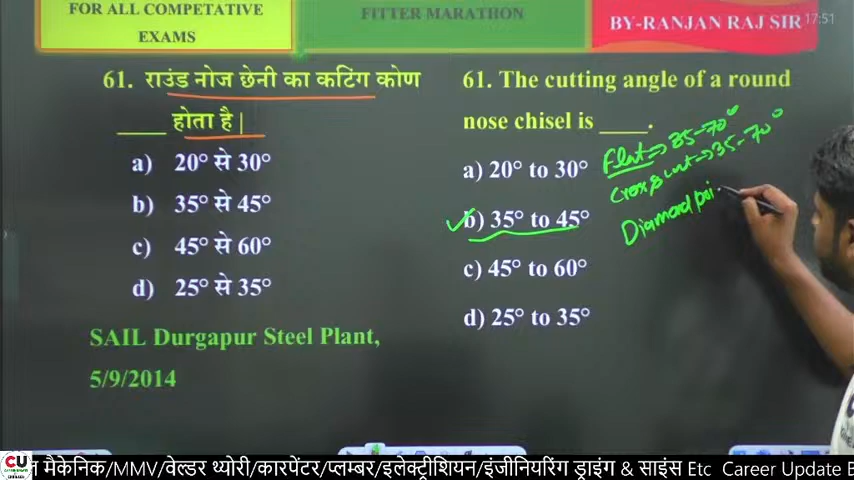 FOR ALL COMPETATIVE
EXAMS
FITTER MARATHON
BY-RANJAN RAJ SIR
17:51
61. राउंड नोज छेनी का कटिंग कोण
____ होता है |
a) 20° से 30°
b) 35° से 45°
c) 45° से 60°
d) 25° से 35°
SAIL Durgapur Steel Plant,
5/9/2014
61. The cutting angle of a round
nose chisel is ____.
a) 20° to 30°
b) 35° to 45°
c) 45° to 60°
d) 25° to 35°
Flat → 35-70°
Cross cut → 35-70°
Diamond poi
CU
मैकेनिक/MMV/वेल्डर थ्योरी/कारपेंटर/प्लम्बर/इलेक्ट्रीशियन/इंजीनियरिंग ड्राइंग & साइंस Etc Career Update B